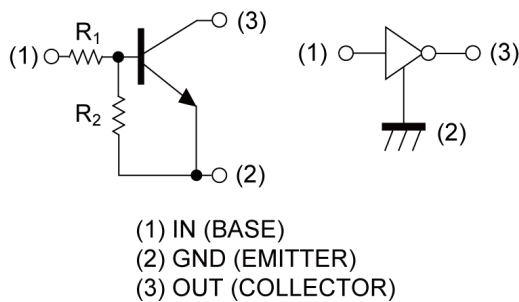 (3)
(1) R₁
R₂
(2)
(1) (3)
(2)
(1) IN (BASE)
(2) GND (EMITTER)
(3) OUT (COLLECTOR)